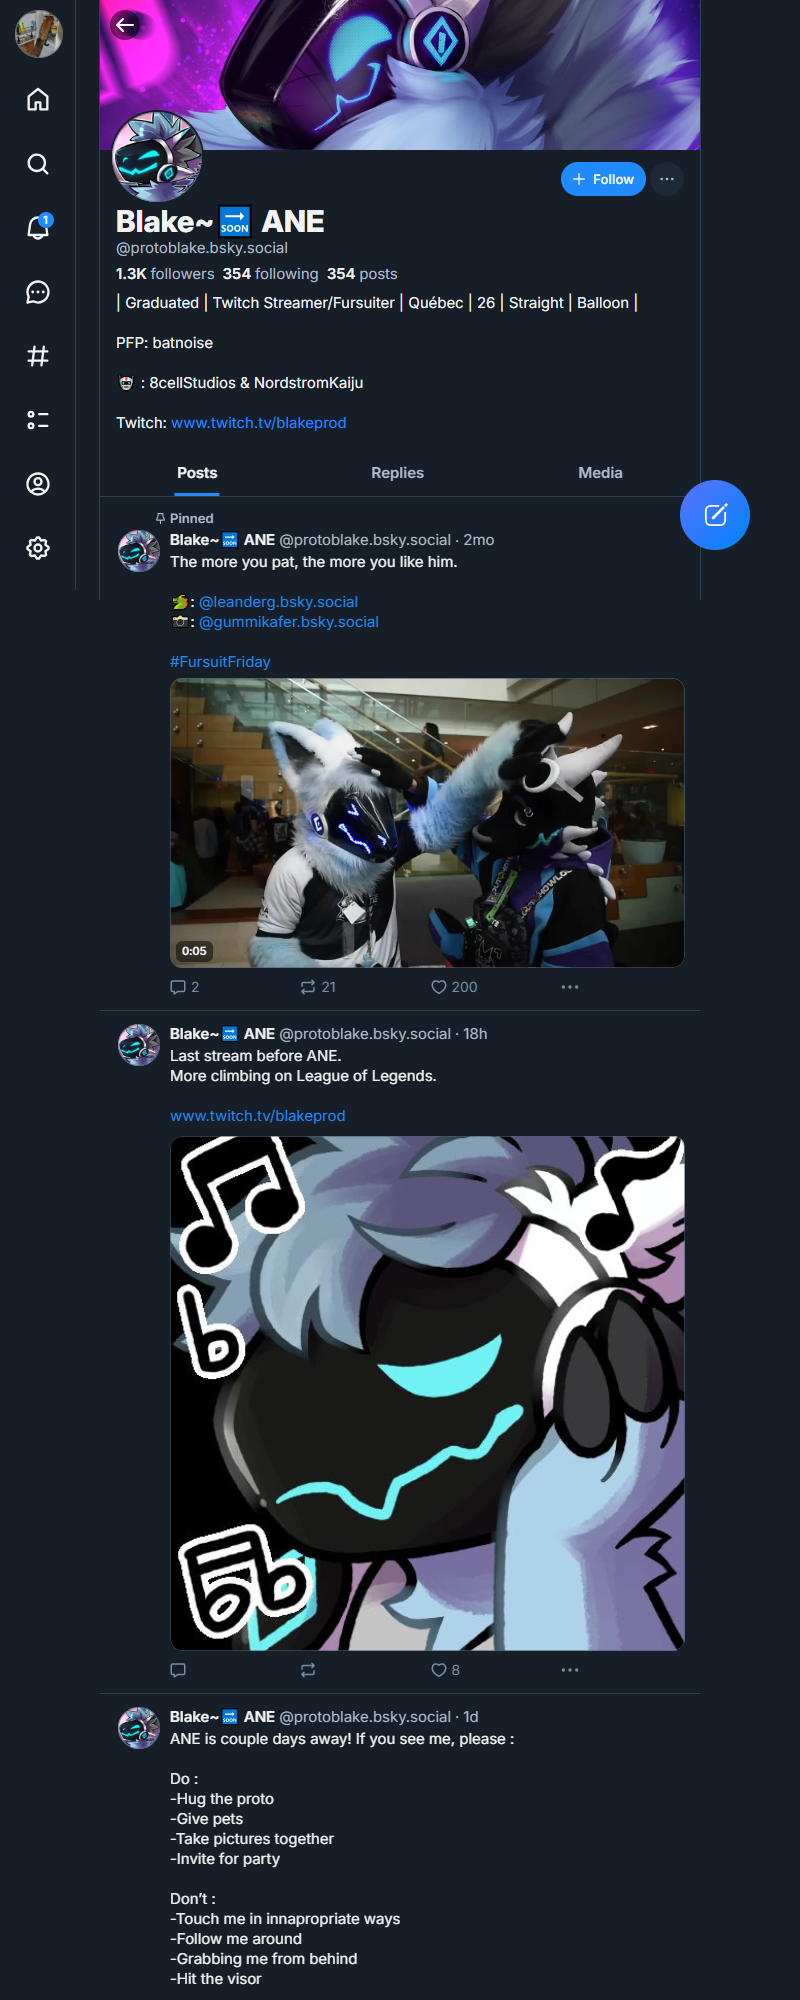 1
Follow
Blake~🔜 ANE
@protoblake.bsky.social
1.3K followers 354 following 354 posts
| Graduated | Twitch Streamer/Fursuiter | Québec | 26 | Straight | Balloon |
PFP: batnoise
: 8cellStudios & NordstromKaiju
Twitch: www.twitch.tv/blakeprod
Posts Replies Media
Pinned
Blake~🔜 ANE @protoblake.bsky.social · 2mo
The more you pat, the more you like him.
: @leanderg.bsky.social
📷: @gummikafer.bsky.social
#FursuitFriday
0:05
2 21 200
Blake~🔜 ANE @protoblake.bsky.social · 18h
Last stream before ANE.
More climbing on League of Legends.
www.twitch.tv/blakeprod
8
Blake~🔜 ANE @protoblake.bsky.social · 1d
ANE is couple days away! If you see me, please :
Do :
-Hug the proto
-Give pets
-Take pictures together
-Invite for party
Don't :
-Touch me in innapropriate ways
-Follow me around
-Grabbing me from behind
-Hit the visor